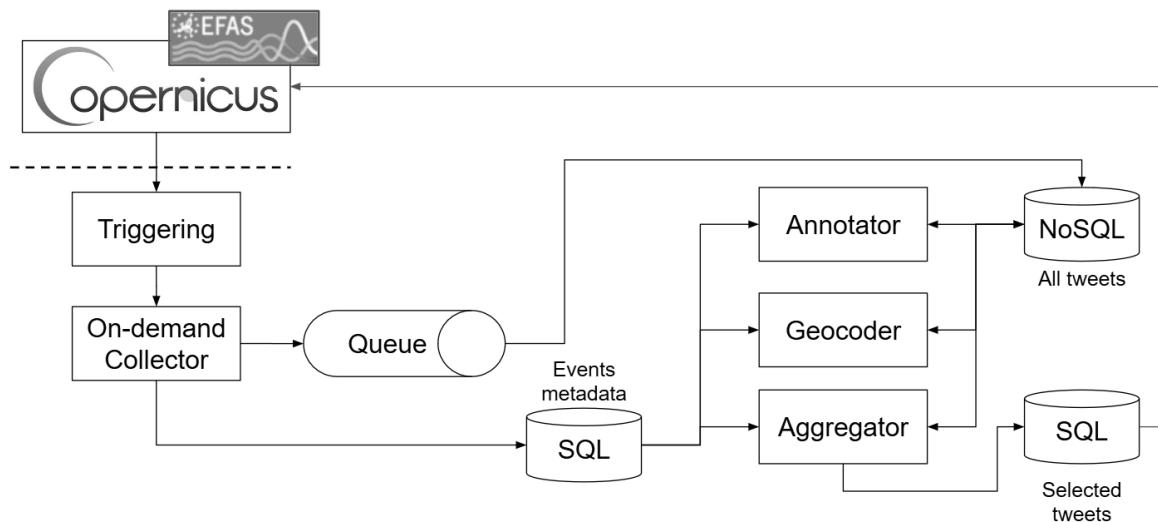 EFAS
opernicus
Triggering
On-demand
Collector
Queue
Events
metadata
SQL
Annotator
Geocoder
Aggregator
NoSQL
All tweets
SQL
Selected
tweets